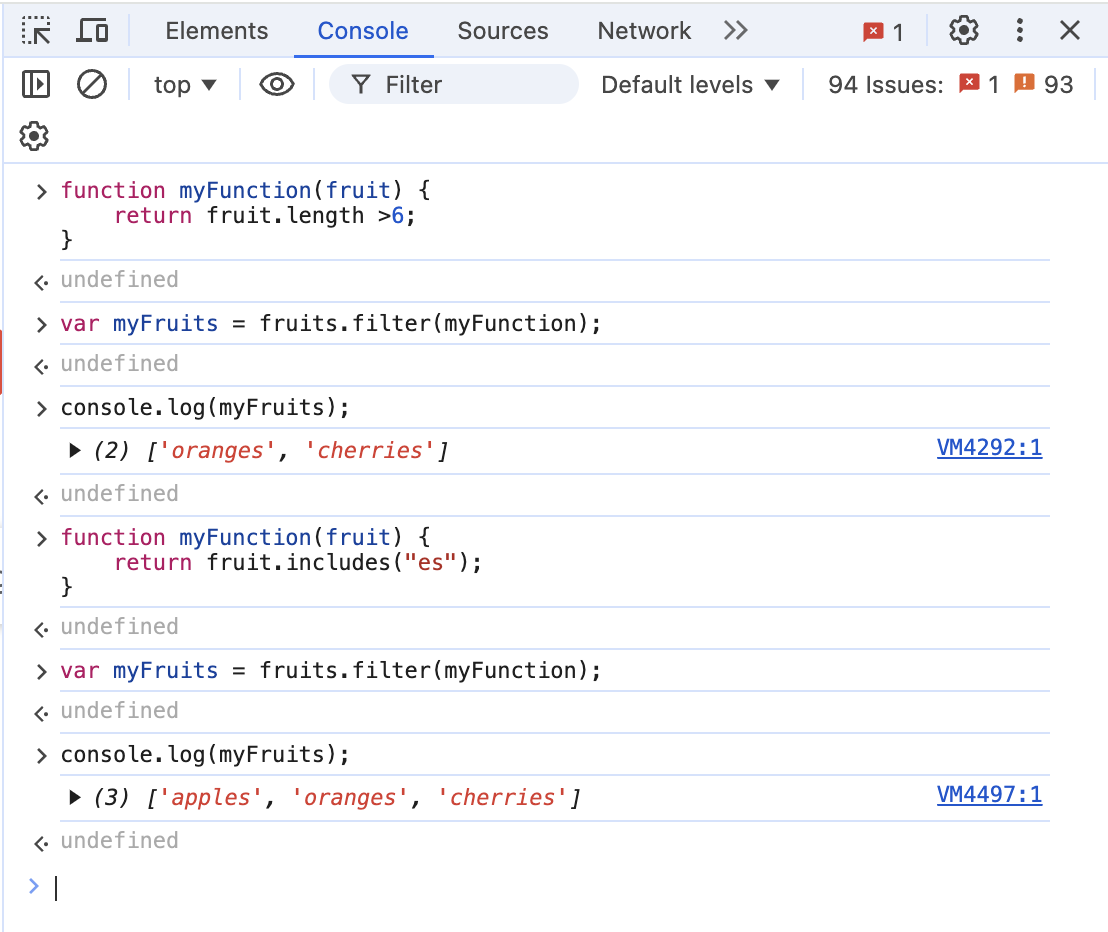 Elements Console Sources Network 1
top Filter Default levels 94 Issues: 1 93
function myFunction(fruit) {
    return fruit.length >6;
}
undefined
var myFruits = fruits.filter(myFunction);
undefined
console.log(myFruits);
(2) ['oranges', 'cherries'] VM4292:1
undefined
function myFunction(fruit) {
    return fruit.includes("es");
}
undefined
var myFruits = fruits.filter(myFunction);
undefined
console.log(myFruits);
(3) ['apples', 'oranges', 'cherries'] VM4497:1
undefined